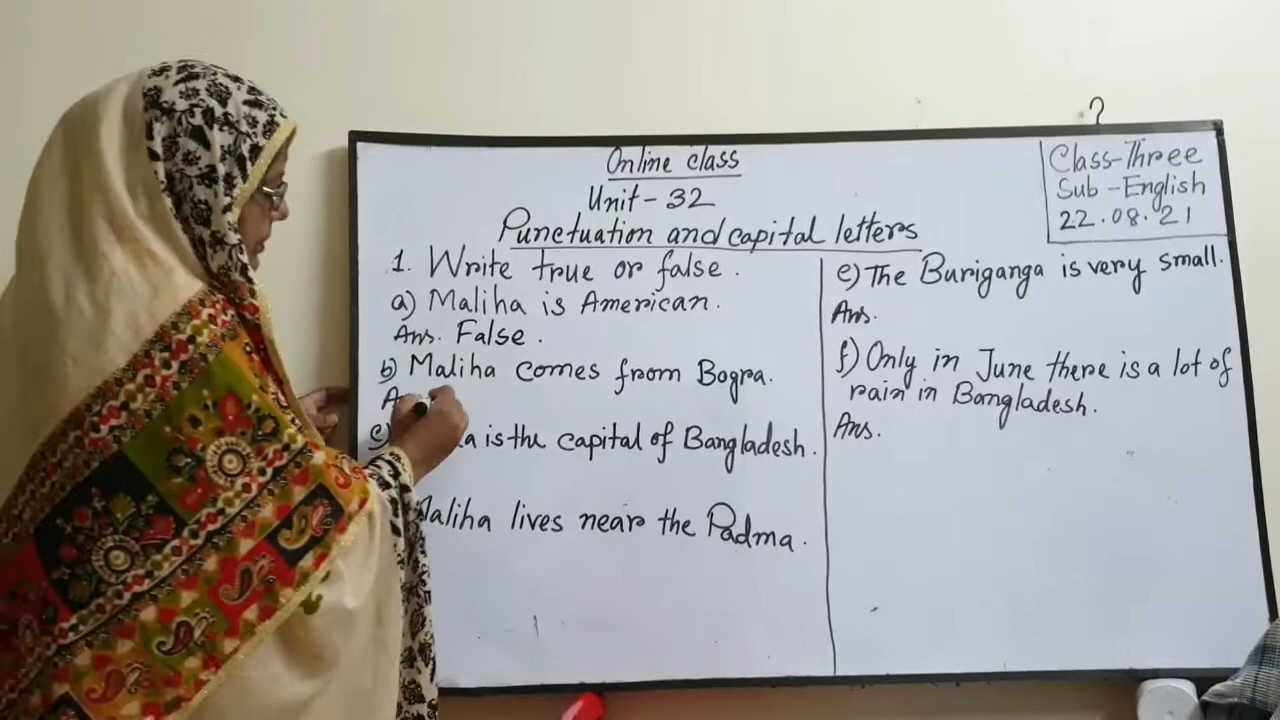 Online class
Unit - 32
Punctuation and capital letters
Class-Three
Sub - English
22.08.21
1. Write true or false.
a) Maliha is American.
Ans. False.
b) Maliha comes from Bogra.
c) is the capital of Bangladesh.
Maliha lives near the Padma.
e) The Buriganga is very small.
Ans.
f) Only in June there is a lot of
rain in Bangladesh.
Ans.